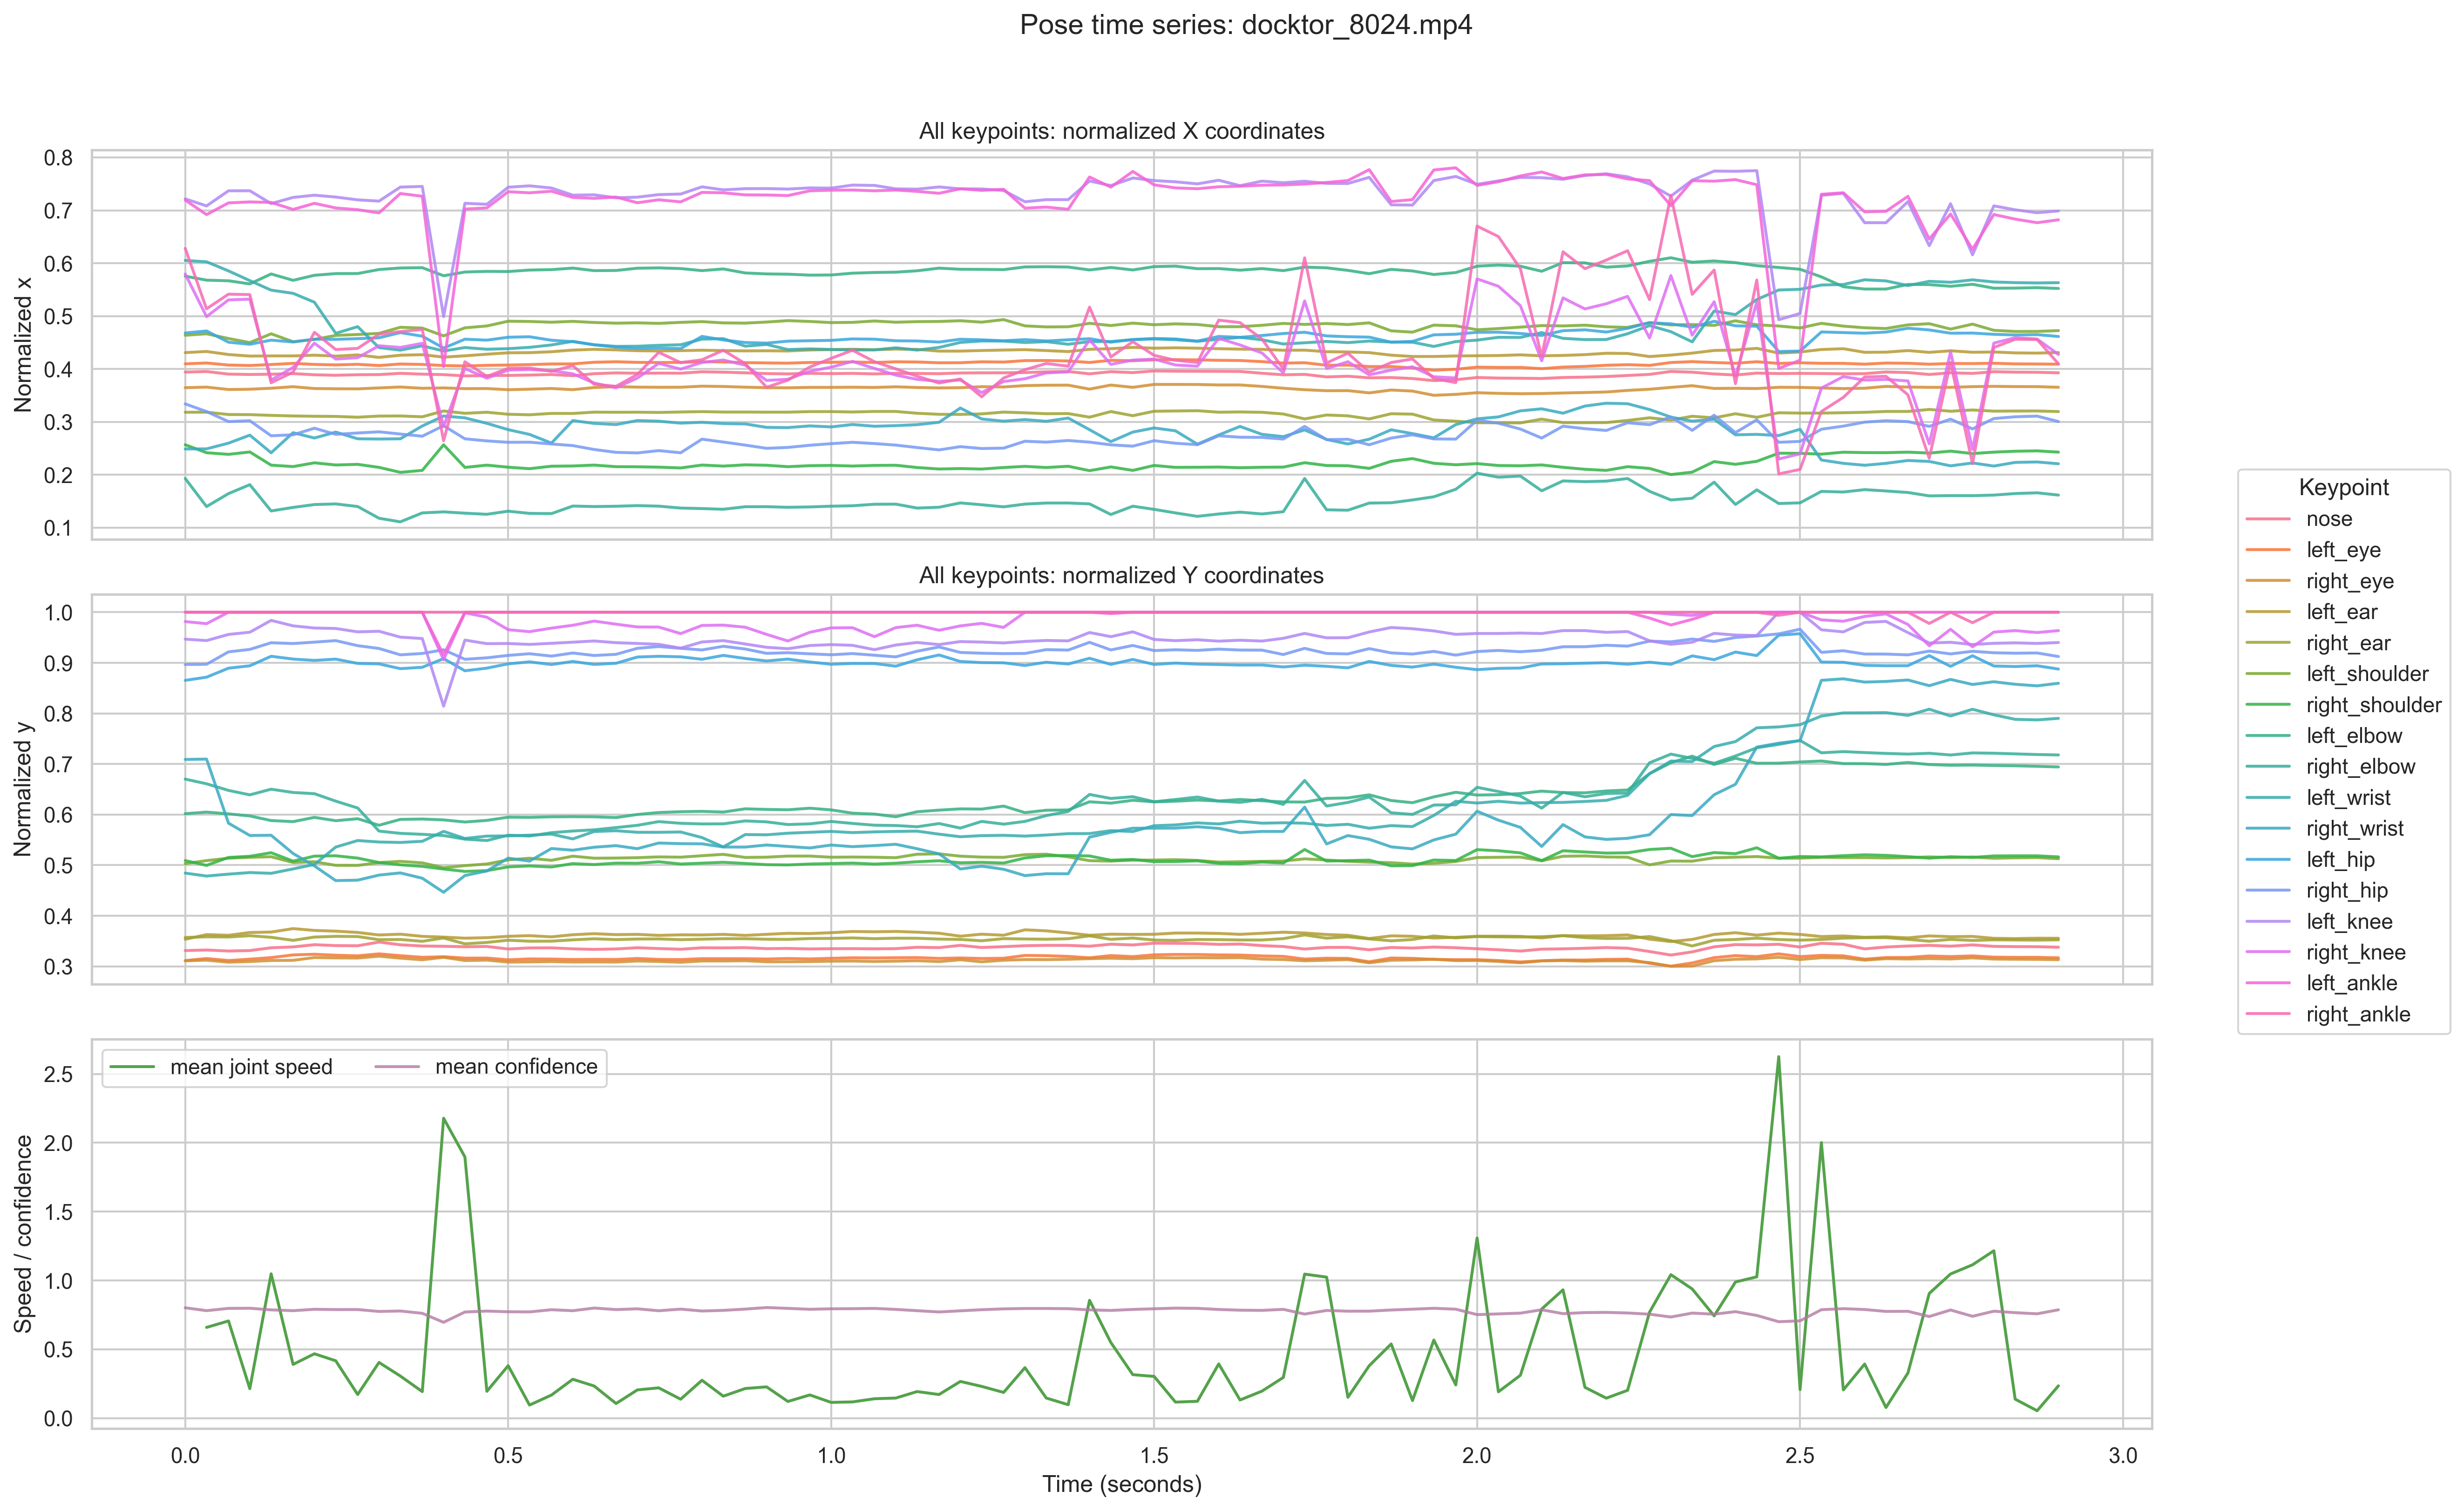 Pose time series: docktor_8024.mp4
All keypoints: normalized X coordinates
Normalized x
0.8
0.7
0.6
0.5
0.4
0.3
0.2
0.1
All keypoints: normalized Y coordinates
Normalized y
1.0
0.9
0.8
0.7
0.6
0.5
0.4
0.3
Keypoint
nose
left_eye
right_eye
left_ear
right_ear
left_shoulder
right_shoulder
left_elbow
right_elbow
left_wrist
right_wrist
left_hip
right_hip
left_knee
right_knee
left_ankle
right_ankle
mean joint speed mean confidence
Speed / confidence
2.5
2.0
1.5
1.0
0.5
0.0
0.0 0.5 1.0 1.5 2.0 2.5 3.0
Time (seconds)